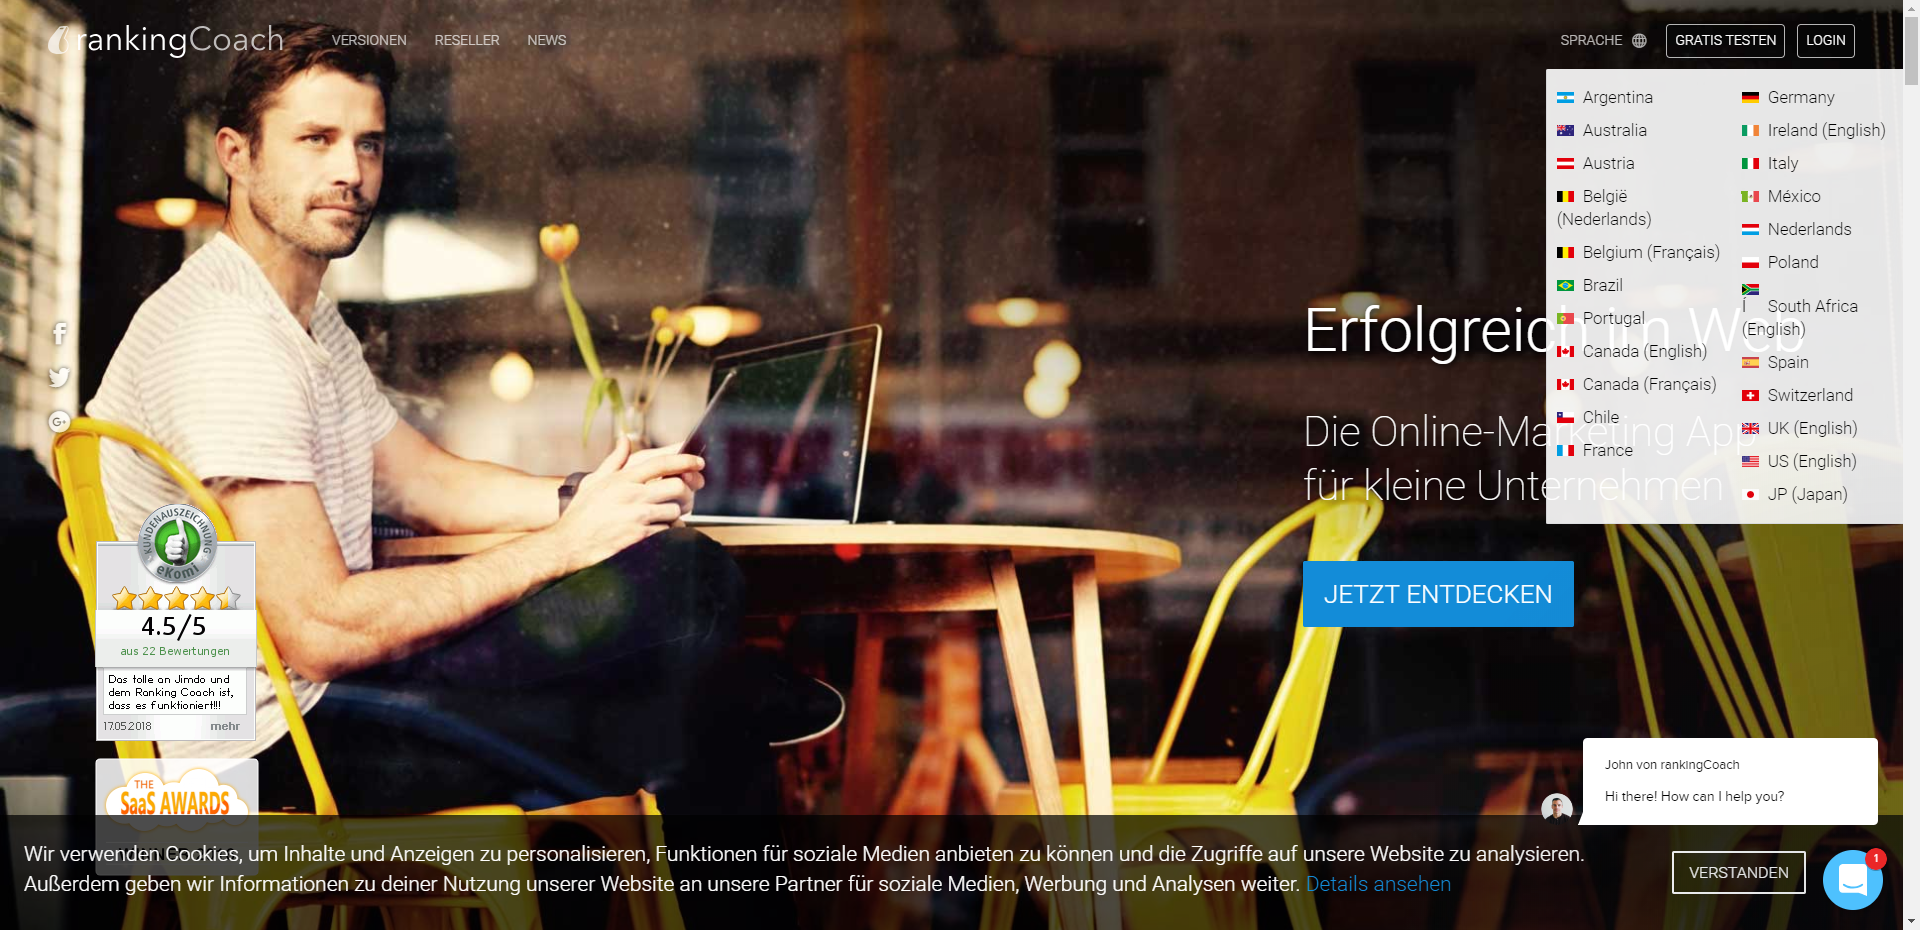 rankingCoach
VERSIONEN
RESELLER
NEWS
SPRACHE
GRATIS TESTEN
LOGIN
Argentina
Australia
Austria
België
(Nederlands)
Belgium (Français)
Brazil
Portugal
Canada (English)
Canada (Français)
Chile
France
Germany
Ireland (English)
Italy
México
Nederlands
Poland
Í South Africa
(English)
Spain
Switzerland
UK (English)
US (English)
JP (Japan)
Erfolgreich im Web
Die Online-Marketing App
für kleine Unternehmen
JETZT ENTDECKEN
KUNDENAUSZEICHNUNG
eKomi
4.5/5
aus 22 Bewertungen
Das tolle an Jimdo und
dem Ranking Coach ist,
dass es funktioniert!!!
17.05.2018
mehr
THE
SaaS AWARDS
John von rankingCoach
Hi there! How can I help you?
Wir verwenden Cookies, um Inhalte und Anzeigen zu personalisieren, Funktionen für soziale Medien anbieten zu können und die Zugriffe auf unsere Website zu analysieren.
Außerdem geben wir Informationen zu deiner Nutzung unserer Website an unsere Partner für soziale Medien, Werbung und Analysen weiter. Details ansehen
VERSTANDEN
1